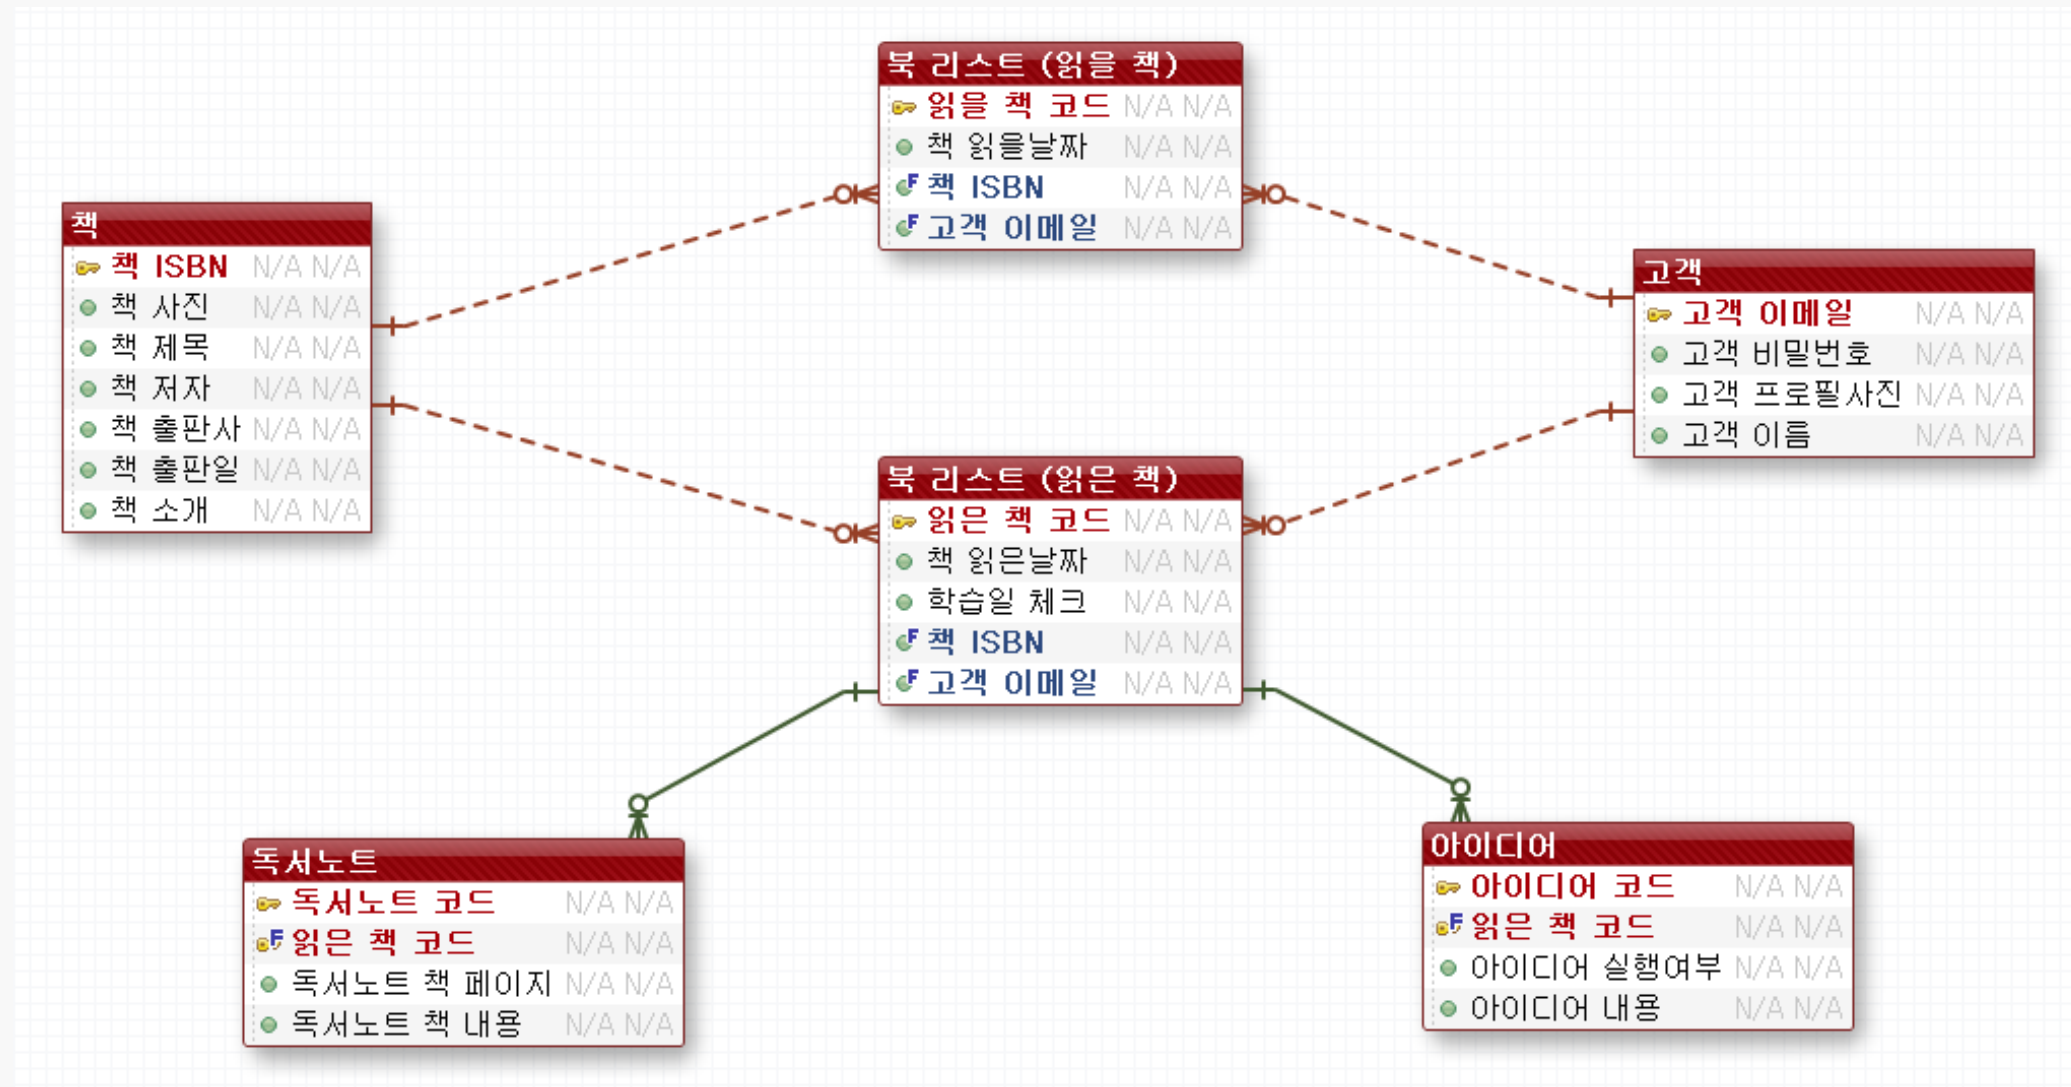 북 리스트 (읽을 책)
읽을 책 코드 N/A N/A
책 읽을날짜 N/A N/A
F 책 ISBN N/A N/A
F 고객 이메일 N/A N/A
책
책 ISBN N/A N/A
책 사진 N/A N/A
책 제목 N/A N/A
책 저자 N/A N/A
책 출판사 N/A N/A
책 출판일 N/A N/A
책 소개 N/A N/A
고객
고객 이메일 N/A N/A
고객 비밀번호 N/A N/A
고객 프로필사진 N/A N/A
고객 이름 N/A N/A
북 리스트 (읽은 책)
읽은 책 코드 N/A N/A
책 읽은날짜 N/A N/A
학습일 체크 N/A N/A
F 책 ISBN N/A N/A
F 고객 이메일 N/A N/A
독서노트
독서노트 코드 N/A N/A
F 읽은 책 코드 N/A N/A
독서노트 책 페이지 N/A N/A
독서노트 책 내용 N/A N/A
아이디어
아이디어 코드 N/A N/A
F 읽은 책 코드 N/A N/A
아이디어 실행여부 N/A N/A
아이디어 내용 N/A N/A